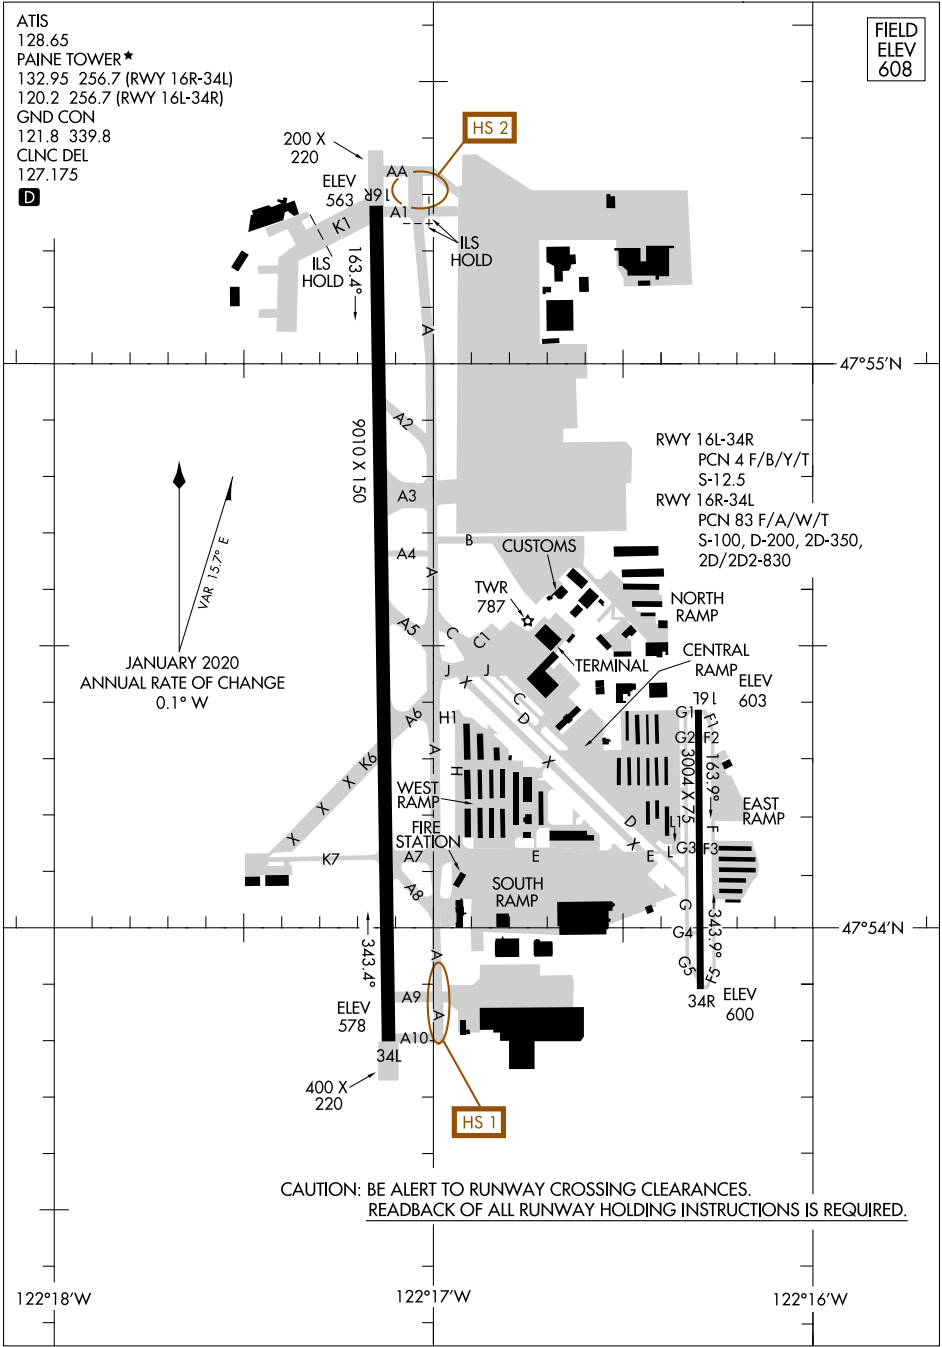 ATIS
128.65
PAINE TOWER★
132.95 256.7 (RWY 16R-34L)
120.2 256.7 (RWY 16L-34R)
GND CON
121.8 339.8
CLNC DEL
127.175
D
FIELD
ELEV
608
HS 2
200 X
220
AA
ELEV
563
16R
A1
K1
ILS
HOLD
ILS
HOLD
163.4°
A
47°55'N
A2
9010 X 150
RWY 16L-34R
PCN 4 F/B/Y/T
S-12.5
RWY 16R-34L
PCN 83 F/A/W/T
S-100, D-200, 2D-350,
2D/2D2-830
A3
VAR 15.7° E
B
A4
CUSTOMS
A
TWR
787
NORTH
RAMP
A5
C
C1
JANUARY 2020
ANNUAL RATE OF CHANGE
0.1° W
TERMINAL
CENTRAL
RAMP
J
J
X
ELEV
603
16L
C
D
A6
H1
G1
F1
G2
F2
A
K6
X
H
X
163.9°
3004 X 75
WEST
RAMP
X
EAST
RAMP
FIRE
STATION
D
L1
F
X
X
K7
A7
E
E
L
G3
F3
A8
SOUTH
RAMP
G
343.4°
343.9°
G4
47°54'N
A
G5
F5
A9
ELEV
578
A
34R
ELEV
600
A10
34L
400 X
220
HS 1
CAUTION: BE ALERT TO RUNWAY CROSSING CLEARANCES.
READBACK OF ALL RUNWAY HOLDING INSTRUCTIONS IS REQUIRED.
122°18'W
122°17'W
122°16'W